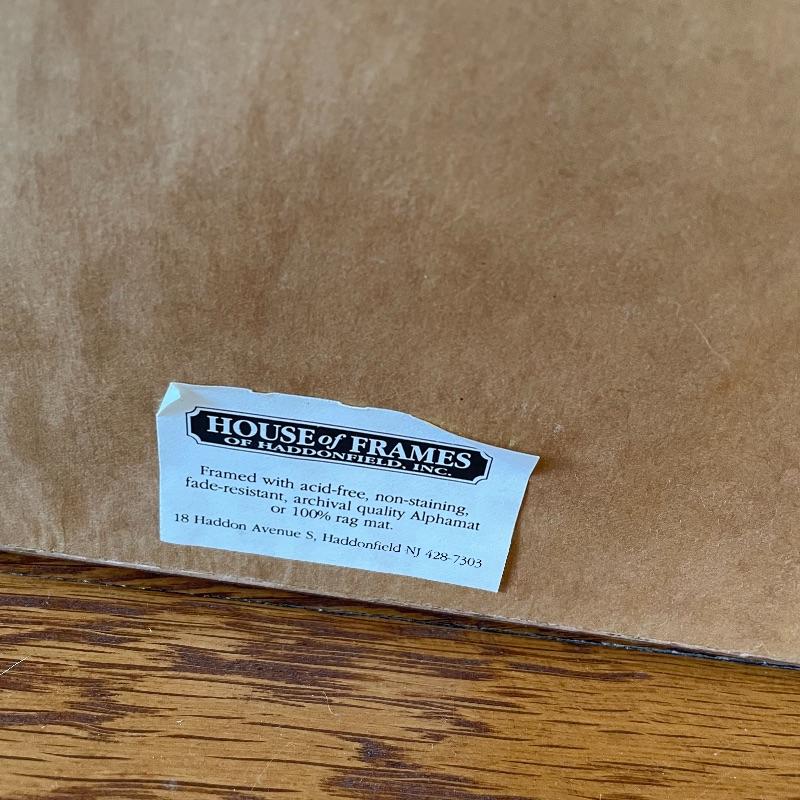 HOUSE of FRAMES
OF HADDONFIELD, INC.
Framed with acid-free, non-staining,
fade-resistant, archival quality Alphamat
or 100% rag mat.
18 Haddon Avenue S, Haddonfield NJ 428-7303